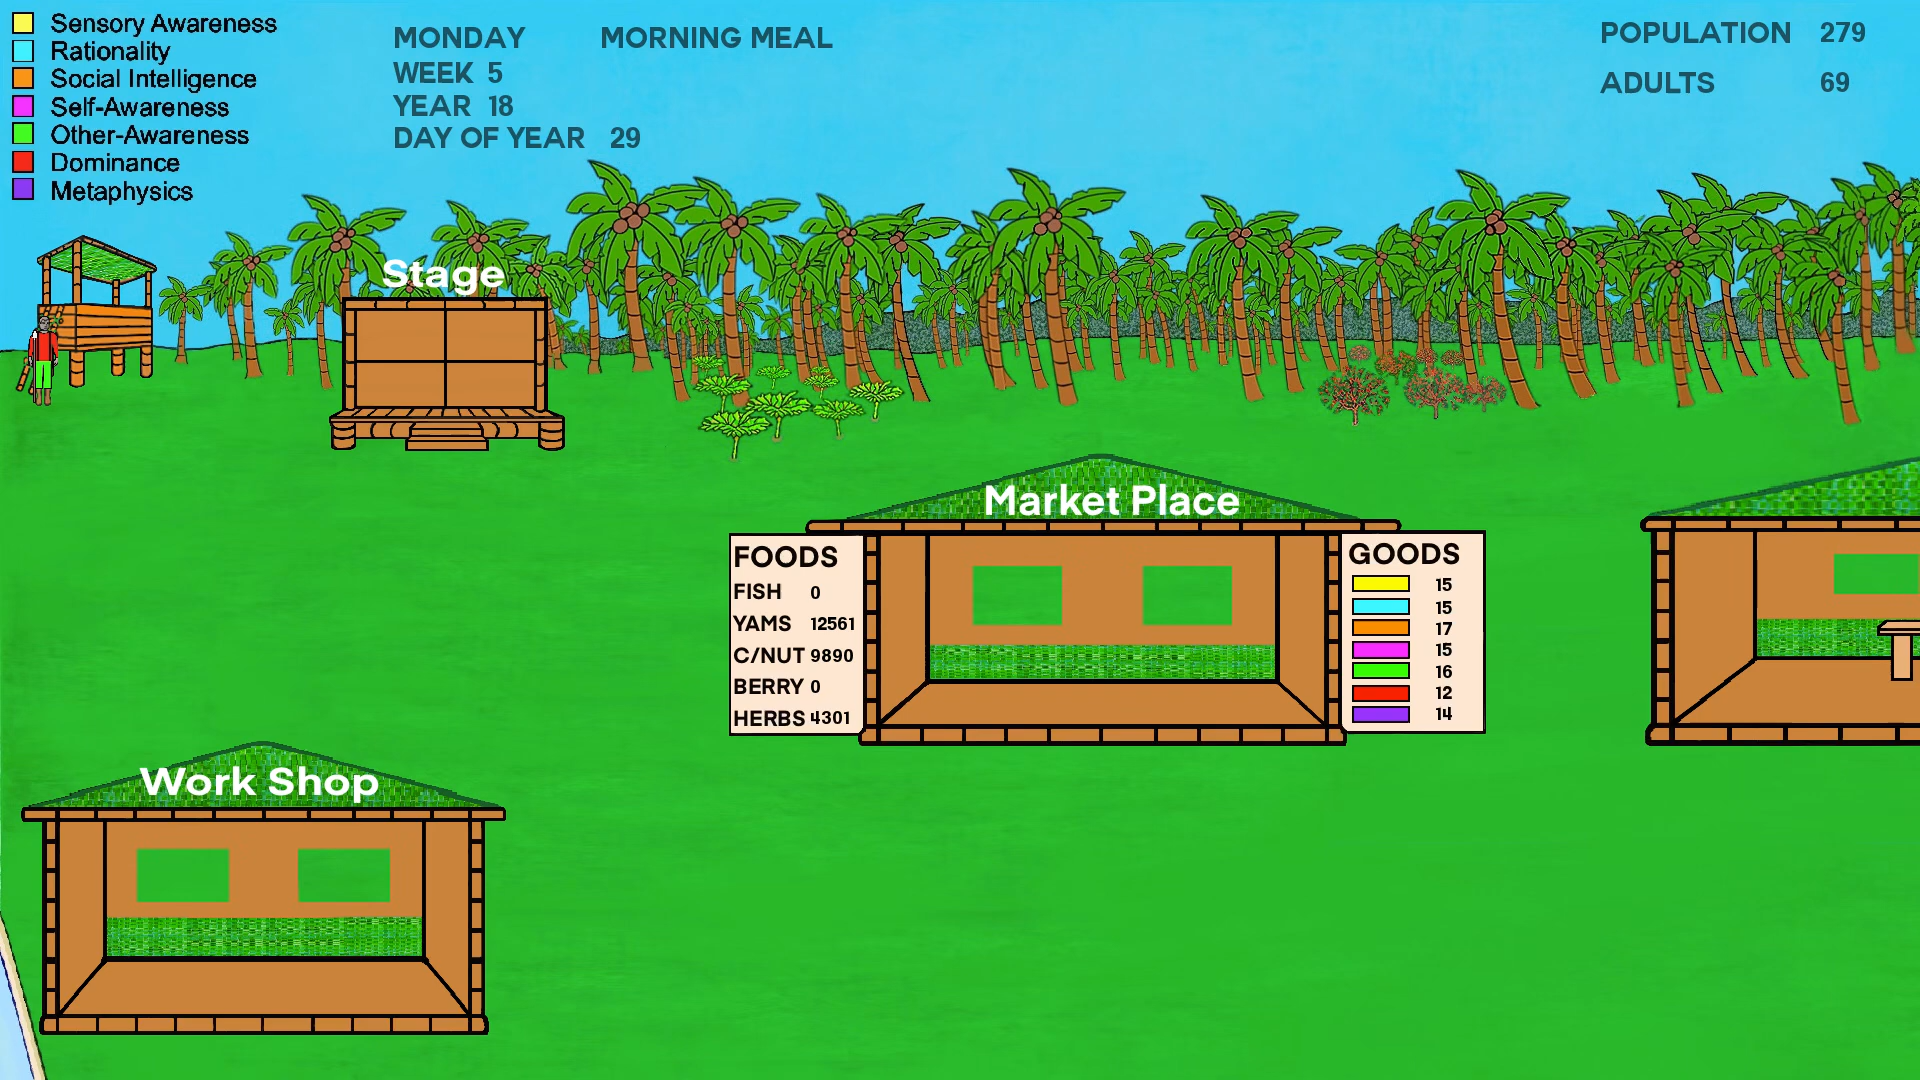 Sensory Awareness
Rationality
Social Intelligence
Self-Awareness
Other-Awareness
Dominance
Metaphysics
MONDAY MORNING MEAL
WEEK 5
YEAR 18
DAY OF YEAR 29
POPULATION 279
ADULTS 69
Stage
Market Place
FOODS
FISH 0
YAMS 12561
C/NUT 9890
BERRY 0
HERBS 4301
GOODS
15
15
17
15
16
12
14
Work Shop